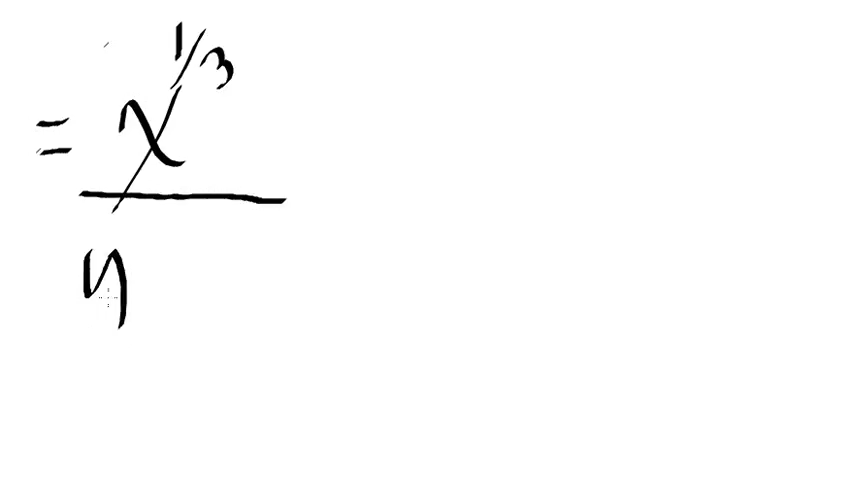 = x^{1/3}
y